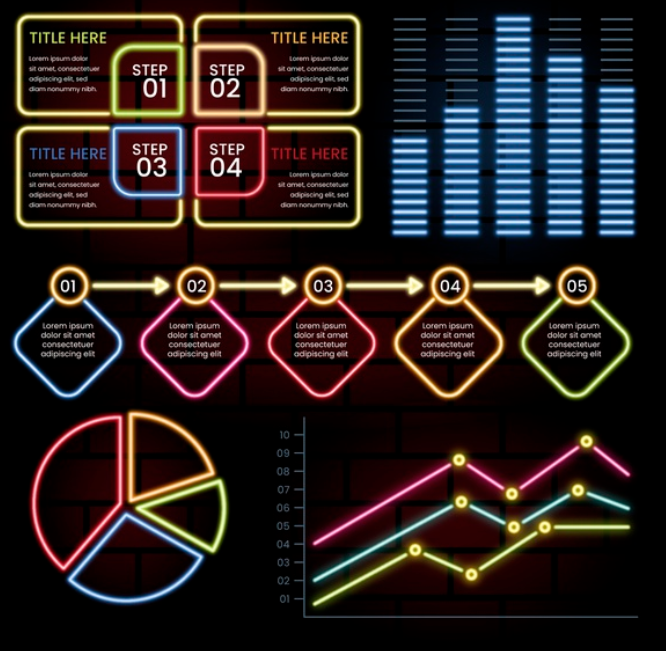 TITLE HERE
Lorem ipsum dolor
sit amet, consectetuer
adipiscing elit, sed
diam nonummy nibh.
STEP
01
STEP
02
TITLE HERE
Lorem ipsum dolor
sit amet, consectetuer
adipiscing elit, sed
diam nonummy nibh.
TITLE HERE
Lorem ipsum dolor
sit amet, consectetuer
adipiscing elit, sed
diam nonummy nibh.
STEP
03
STEP
04
TITLE HERE
Lorem ipsum dolor
sit amet, consectetuer
adipiscing elit, sed
diam nonummy nibh.
01
02
03
04
05
Lorem ipsum
dolor sit amet
consectetuer
adipiscing elit
Lorem ipsum
dolor sit amet
consectetuer
adipiscing elit
Lorem ipsum
dolor sit amet
consectetuer
adipiscing elit
Lorem ipsum
dolor sit amet
consectetuer
adipiscing elit
Lorem ipsum
dolor sit amet
consectetuer
adipiscing elit
10
09
08
07
06
05
04
03
02
01